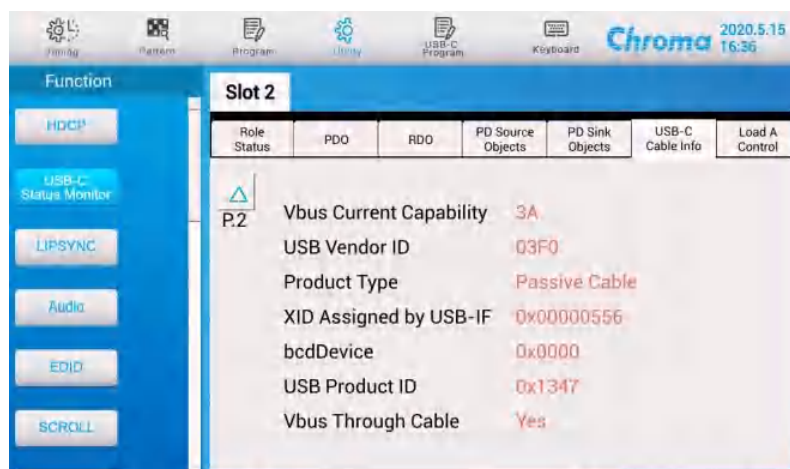 Timing
Pattern
Program
Utility
USB-C
Program
Keyboard
Chroma
2020.5.15
16:36
Function
HDCP
USB-C
Status Monitor
LIPSYNC
Audio
EDID
SCROLL
Slot 2
Role
Status
PDO
RDO
PD Source
Objects
PD Sink
Objects
USB-C
Cable Info
Load A
Control
P.2
Vbus Current Capability 3A
USB Vendor ID 03F0
Product Type Passive Cable
XID Assigned by USB-IF 0x00000556
bcdDevice 0x0000
USB Product ID 0x1347
Vbus Through Cable Yes